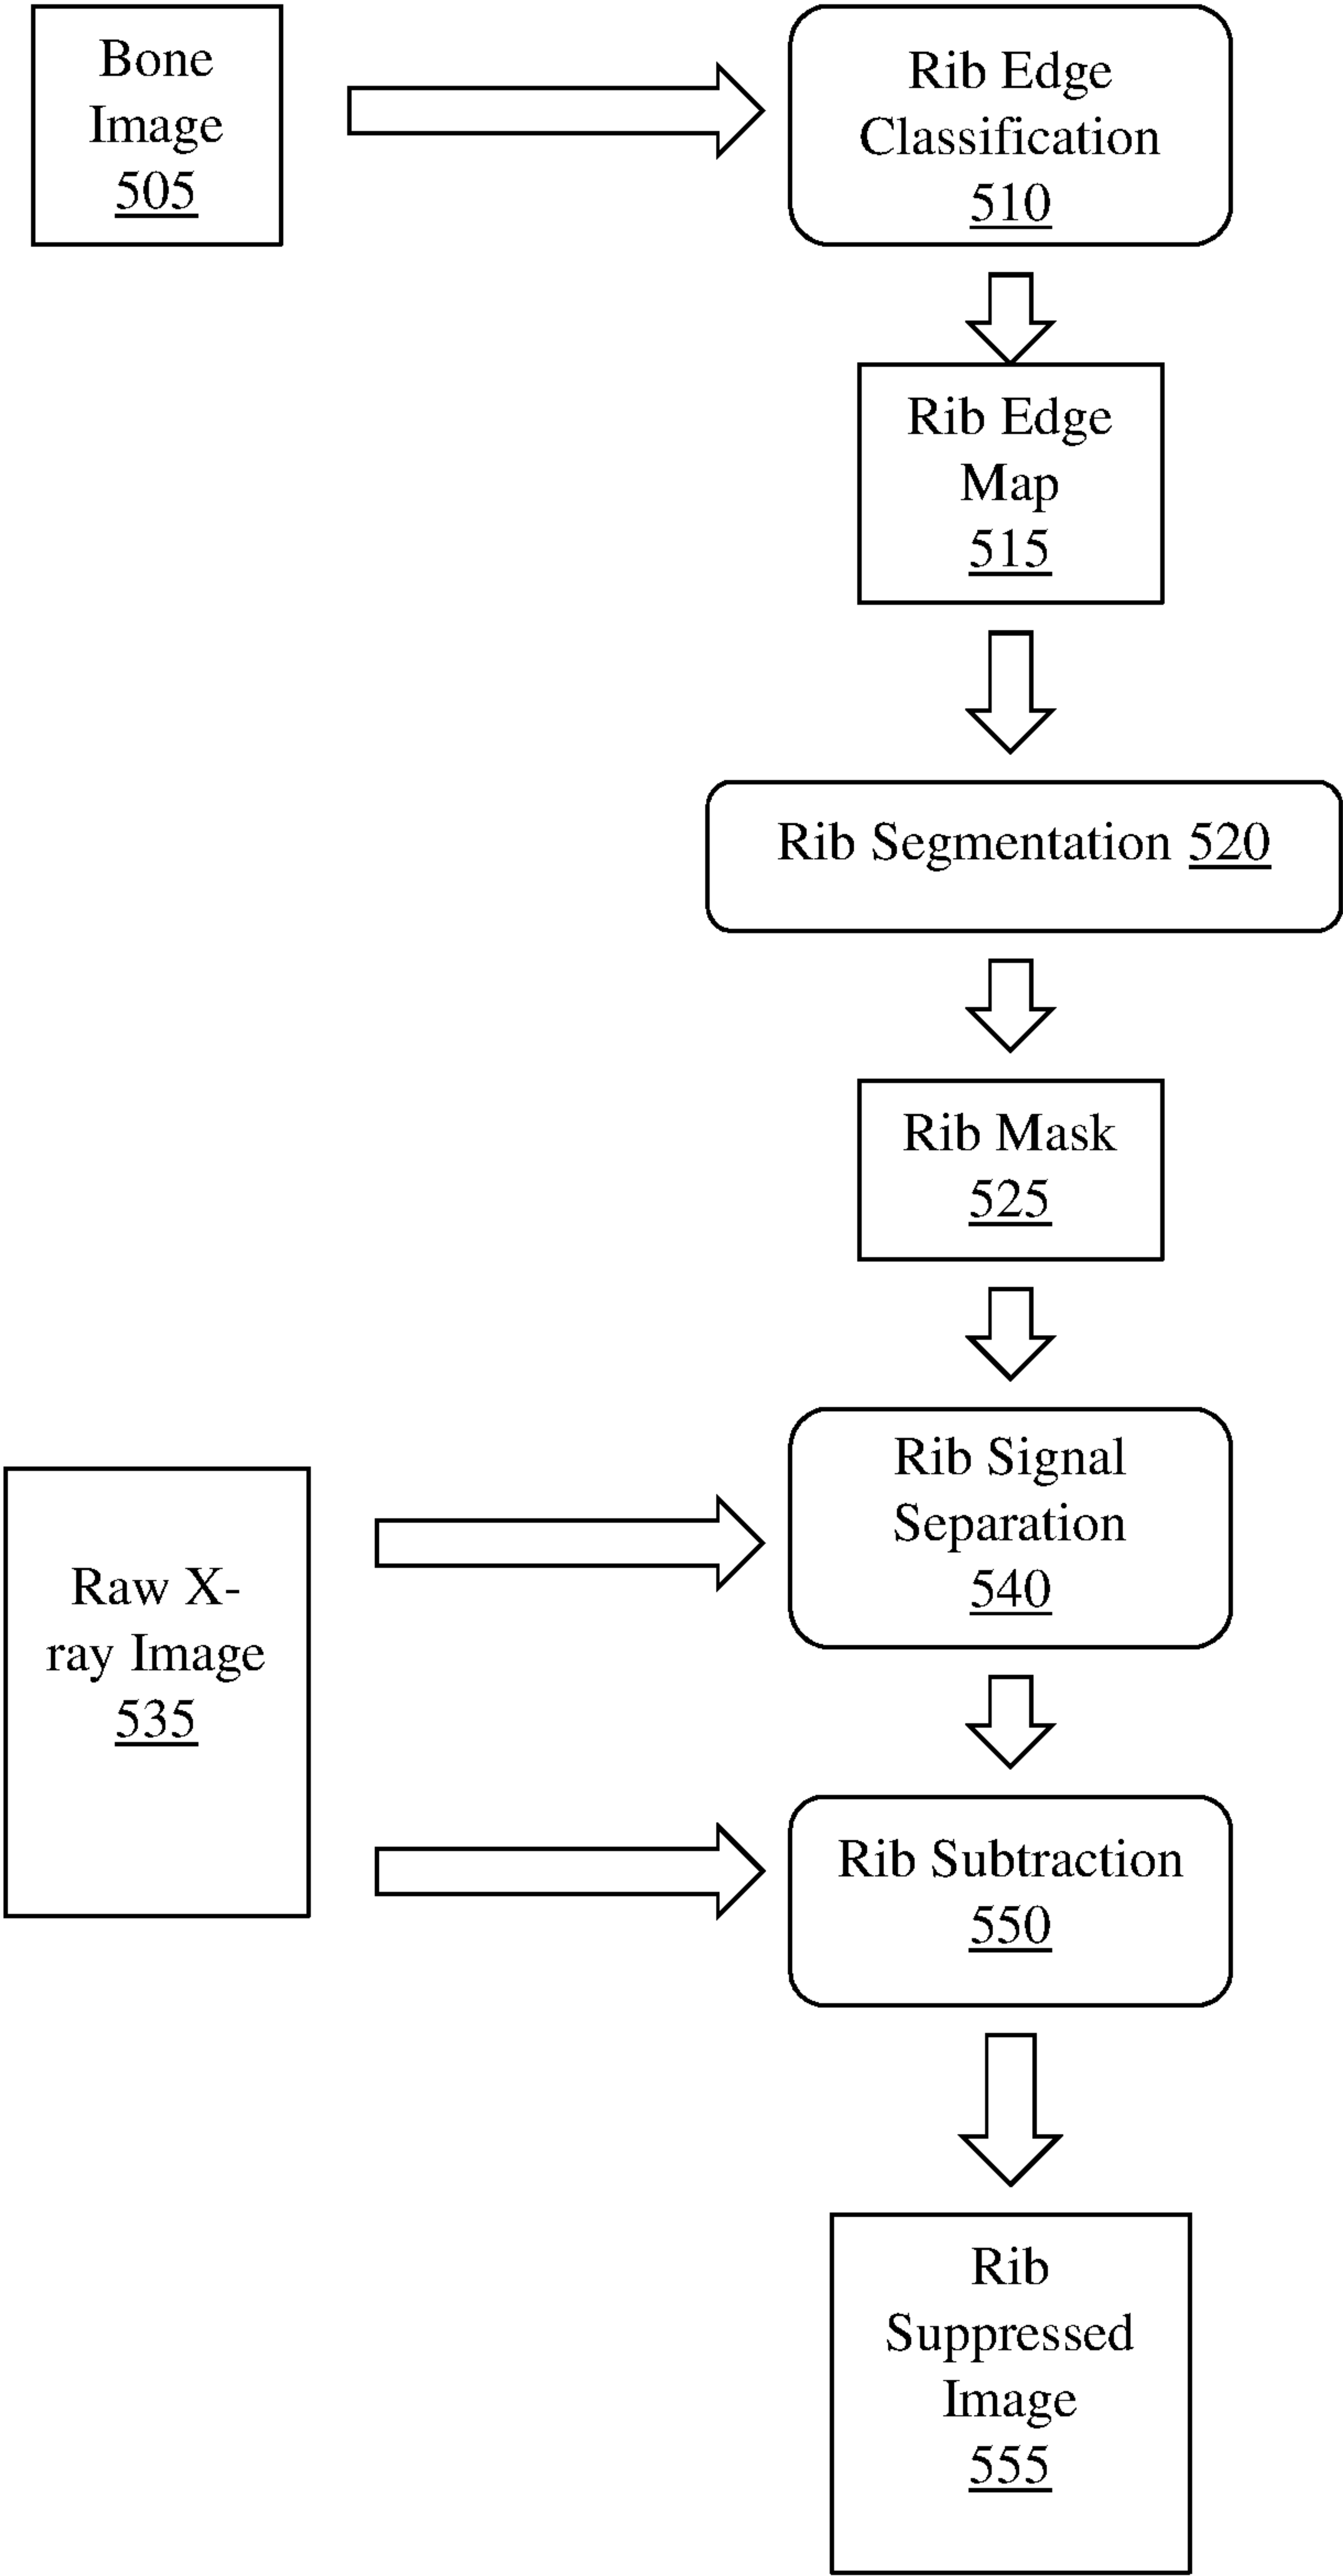 Bone
Image
505
Rib Edge
Classification
510
Rib Edge
Map
515
Rib Segmentation 520
Rib Mask
525
Rib Signal
Separation
540
Raw X-
ray Image
535
Rib Subtraction
550
Rib
Suppressed
Image
555